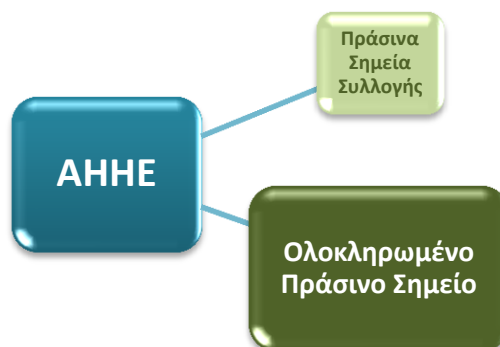 Πράσινα
Σημεία
Συλλογής
ΑΗΗΕ
Ολοκληρωμένο
Πράσινο Σημείο